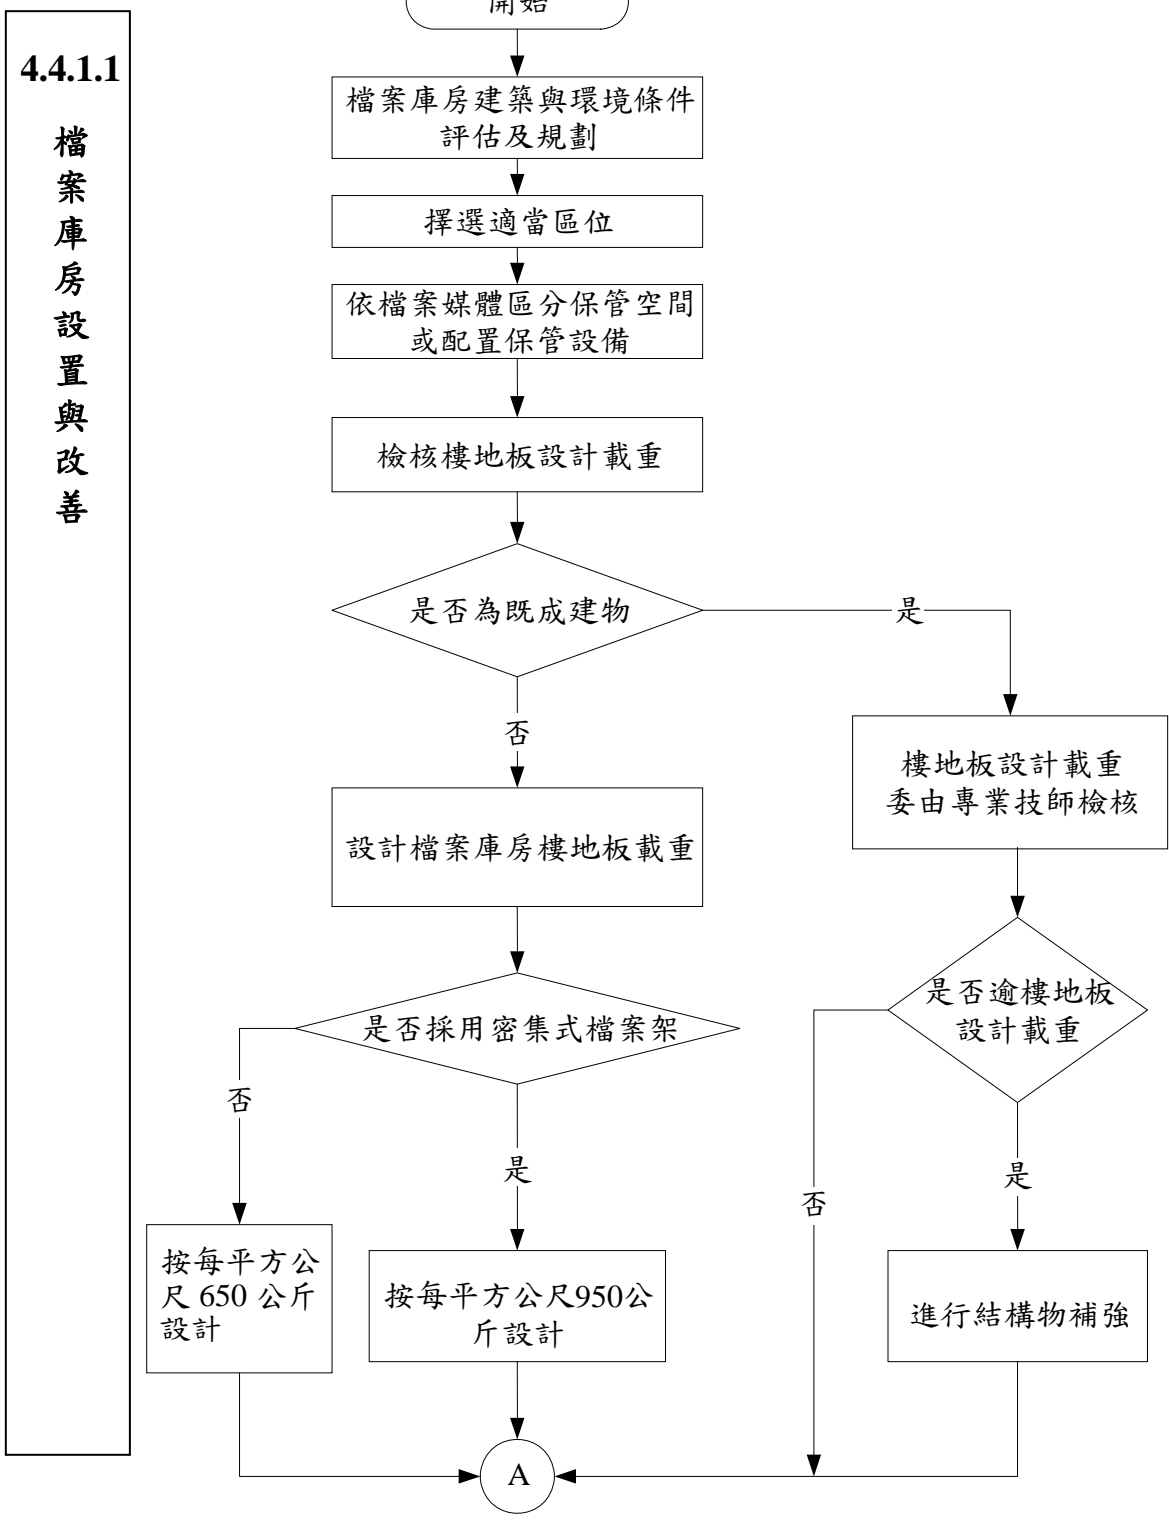 4.4.1.1
檔案庫房設置與改善
開始
檔案庫房建築與環境條件
評估及規劃
擇選適當區位
依檔案媒體區分保管空間
或配置保管設備
檢核樓地板設計載重
是否為既成建物
是
否
樓地板設計載重
委由專業技師檢核
設計檔案庫房樓地板載重
是否逾樓地板
設計載重
是否採用密集式檔案架
否
是
是
否
按每平方公
尺 650 公斤
設計
按每平方公尺950公
斤設計
進行結構物補強
A